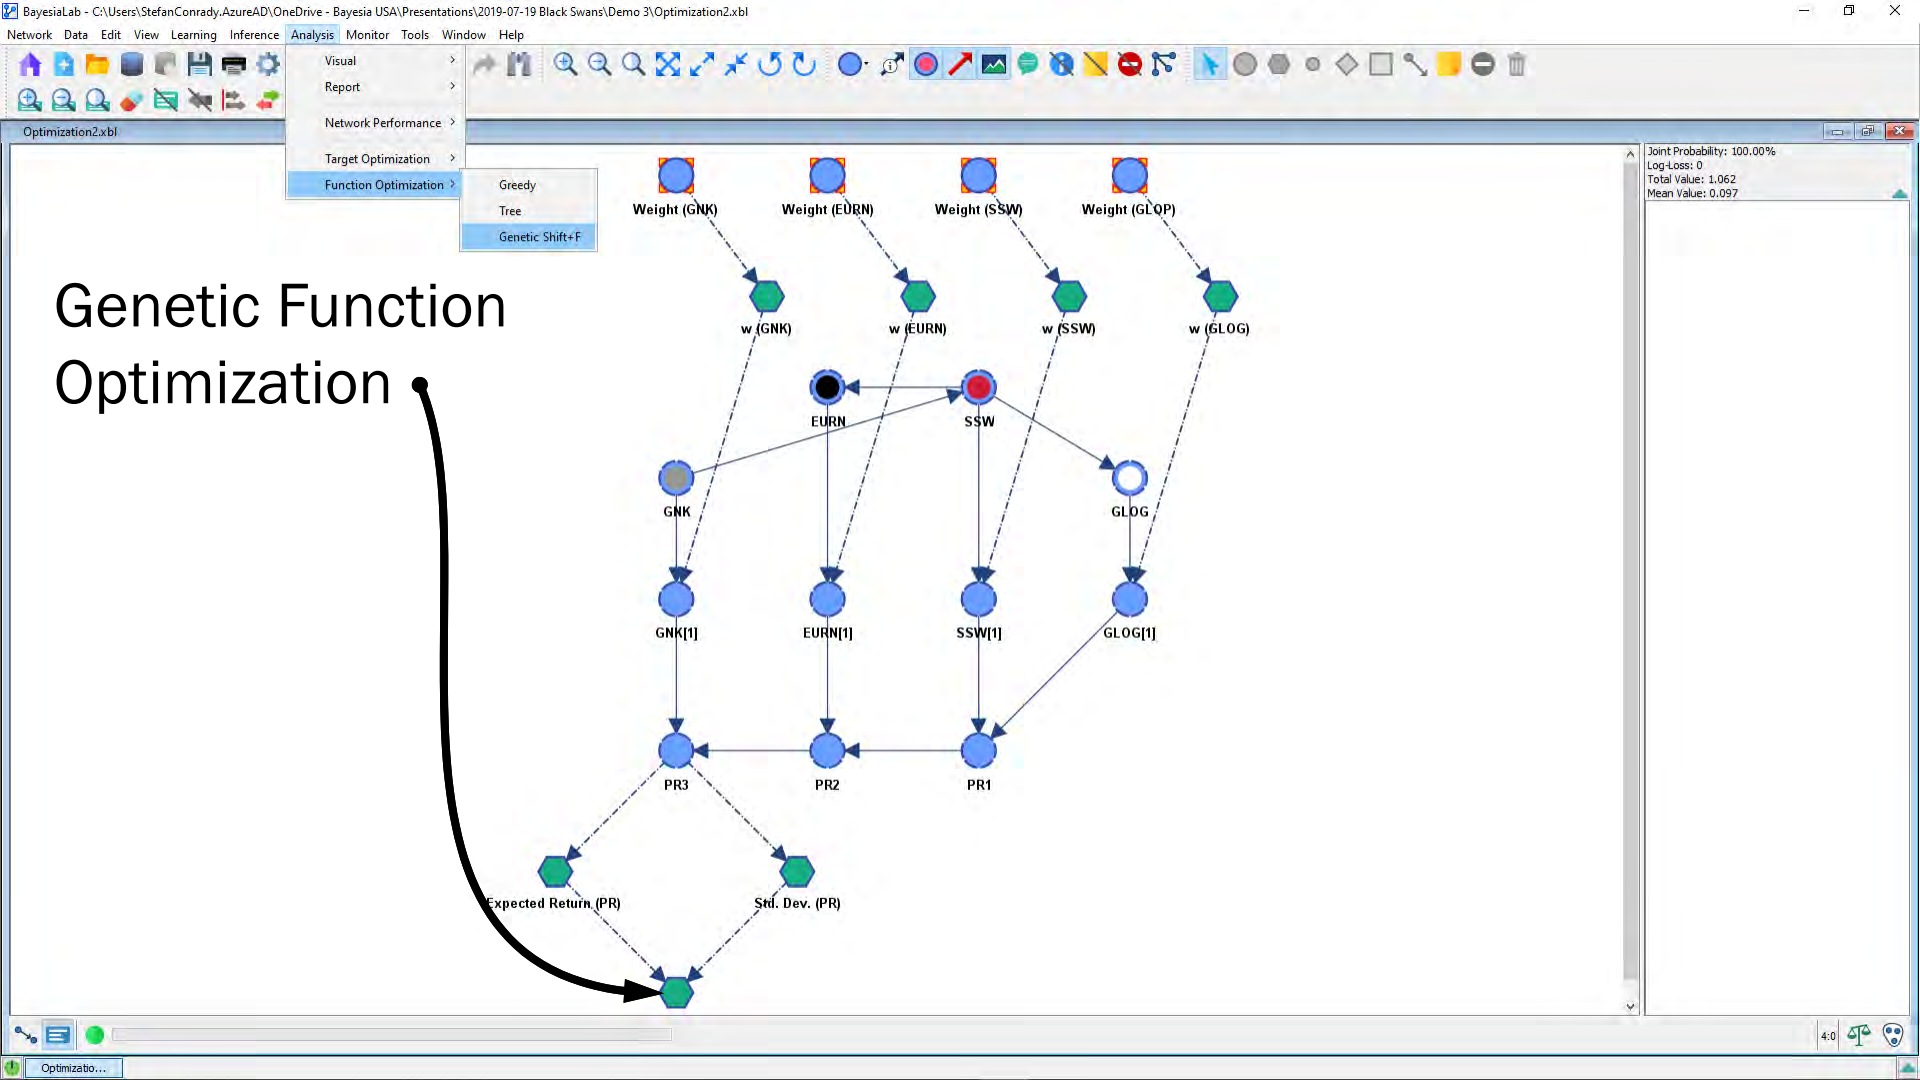 BayesiaLab - C:\Users\StefanConrady.AzureAD\OneDrive - Bayesia USA\Presentations\2019-07-19 Black Swans\Demo 3\Optimization2.xbl
Network Data Edit View Learning Inference Analysis Monitor Tools Window Help
Visual
Report
Network Performance
Target Optimization
Function Optimization
Greedy
Tree
Genetic Shift+F
Optimization2.xbl
Joint Probability: 100.00%
Log-Loss: 0
Total Value: 1.062
Mean Value: 0.097
Weight (GNK) Weight (EURN) Weight (SSW) Weight (GLOP)
Genetic Function
Optimization
w (GNK) w (EURN) w (SSW) w (GLOG)
EURN SSW
GNK GLOG
GNK[1] EURN[1] SSW[1] GLOG[1]
PR3 PR2 PR1
Expected Return (PR) Std. Dev. (PR)
4:0
Optimizatio...